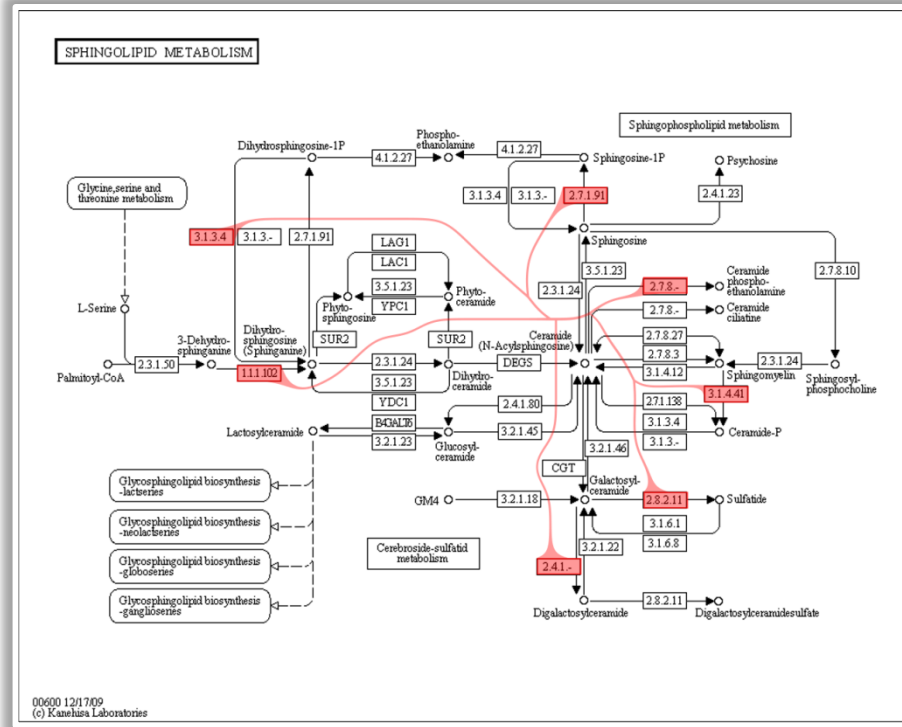 SPHINGOLIPID METABOLISM
Sphingophospholipid metabolism
Dihydrosphingosine-1P
4.1.2.27
Phospho-
ethanolamine
4.1.2.27
Sphingosine-1P
Psychosine
Glycine,serine and
threonine metabolism
3.1.3.4
3.1.3.-
2.7.1.91
3.1.3.4
3.1.3.-
2.7.1.91
2.4.1.23
Sphingosine
LAG1
LAC1
3.5.1.23
YPC1
Phyto-
sphingosine
Phyto-
ceramide
2.3.1.24
3.5.1.23
2.7.8.-
Ceramide
phospho-
ethanolamine
2.7.8.-
Ceramide
ciliatine
2.7.8.10
L-Serine
3-Dehydro-
sphinganine
Dihydro-
sphingosine
(Sphinganine)
SUR2
SUR2
Ceramide
(N-Acylsphingosine)
2.7.8.27
2.7.8.3
3.1.4.12
Palmitoyl-CoA
2.3.1.50
1.1.1.102
2.3.1.24
3.5.1.23
YDC1
Dihydro-
ceramide
DEGS
Sphingomyelin
2.3.1.24
Sphingosyl-
phosphocholine
3.1.4.41
2.4.1.80
2.7.1.138
3.1.3.4
3.1.3.-
Ceramide-P
Lactosylceramide
B4GALT6
3.2.1.23
Glucosyl-
ceramide
3.2.1.45
3.2.1.46
CGT
Galactosyl-
ceramide
Glycosphingolipid biosynthesis
-lactseries
Glycosphingolipid biosynthesis
-neolactseries
Glycosphingolipid biosynthesis
-globoseries
Glycosphingolipid biosynthesis
-ganglioseries
GM4
3.2.1.18
2.8.2.11
Sulfatide
3.1.6.1
3.1.6.8
Cerebroside-sulfatid
metabolism
3.2.1.22
2.4.1.-
Digalactosylceramide
2.8.2.11
Digalactosylceramidesulfate
00600 12/17/09
(c) Kanehisa Laboratories